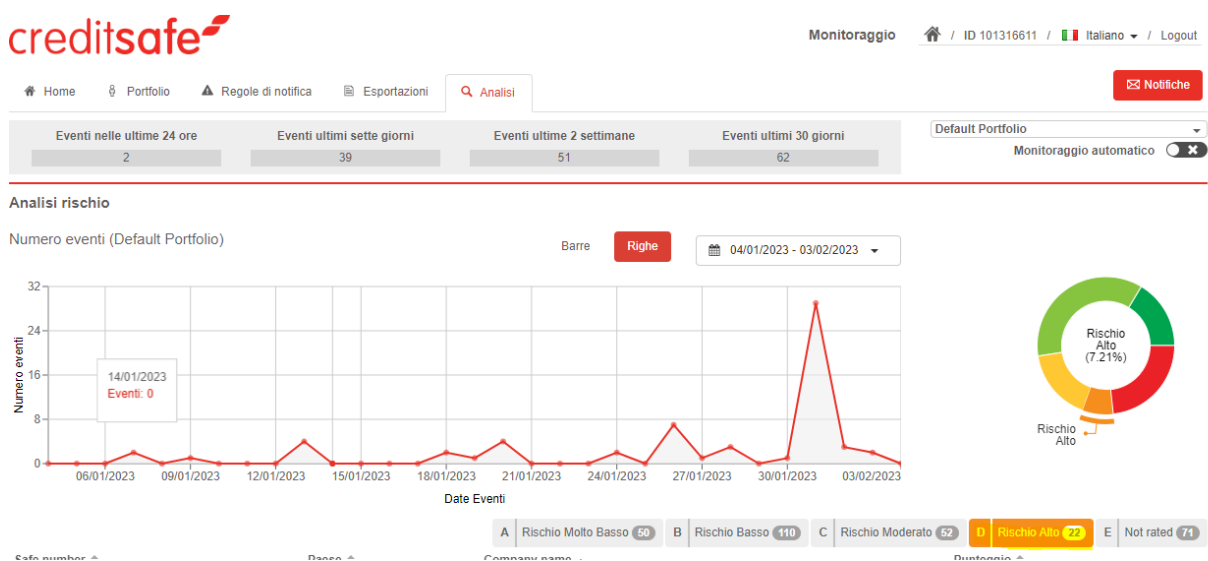 creditsafe
Monitoraggio / ID 101316611 / Italiano / Logout
Home Portfolio Regole di notifica Esportazioni Analisi Notifiche
Eventi nelle ultime 24 ore Eventi ultimi sette giorni Eventi ultime 2 settimane Eventi ultimi 30 giorni
2 39 51 62
Default Portfolio
Monitoraggio automatico
Analisi rischio
Numero eventi (Default Portfolio)
Barre Righe 04/01/2023 - 03/02/2023
Numero eventi
32
24
16
8
0
14/01/2023
Eventi: 0
06/01/2023 09/01/2023 12/01/2023 15/01/2023 18/01/2023 21/01/2023 24/01/2023 27/01/2023 30/01/2023 03/02/2023
Date Eventi
Rischio
Alto
(7.21%)
Rischio
Alto
A Rischio Molto Basso 50 B Rischio Basso 110 C Rischio Moderato 52 D Rischio Alto 22 E Not rated 71
Safe number Paese Company name Punteggio